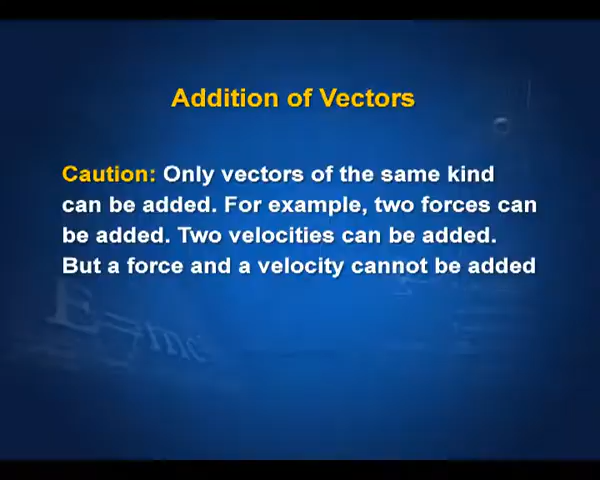 Addition of Vectors
Caution: Only vectors of the same kind
can be added. For example, two forces can
be added. Two velocities can be added.
But a force and a velocity cannot be added
E=mc